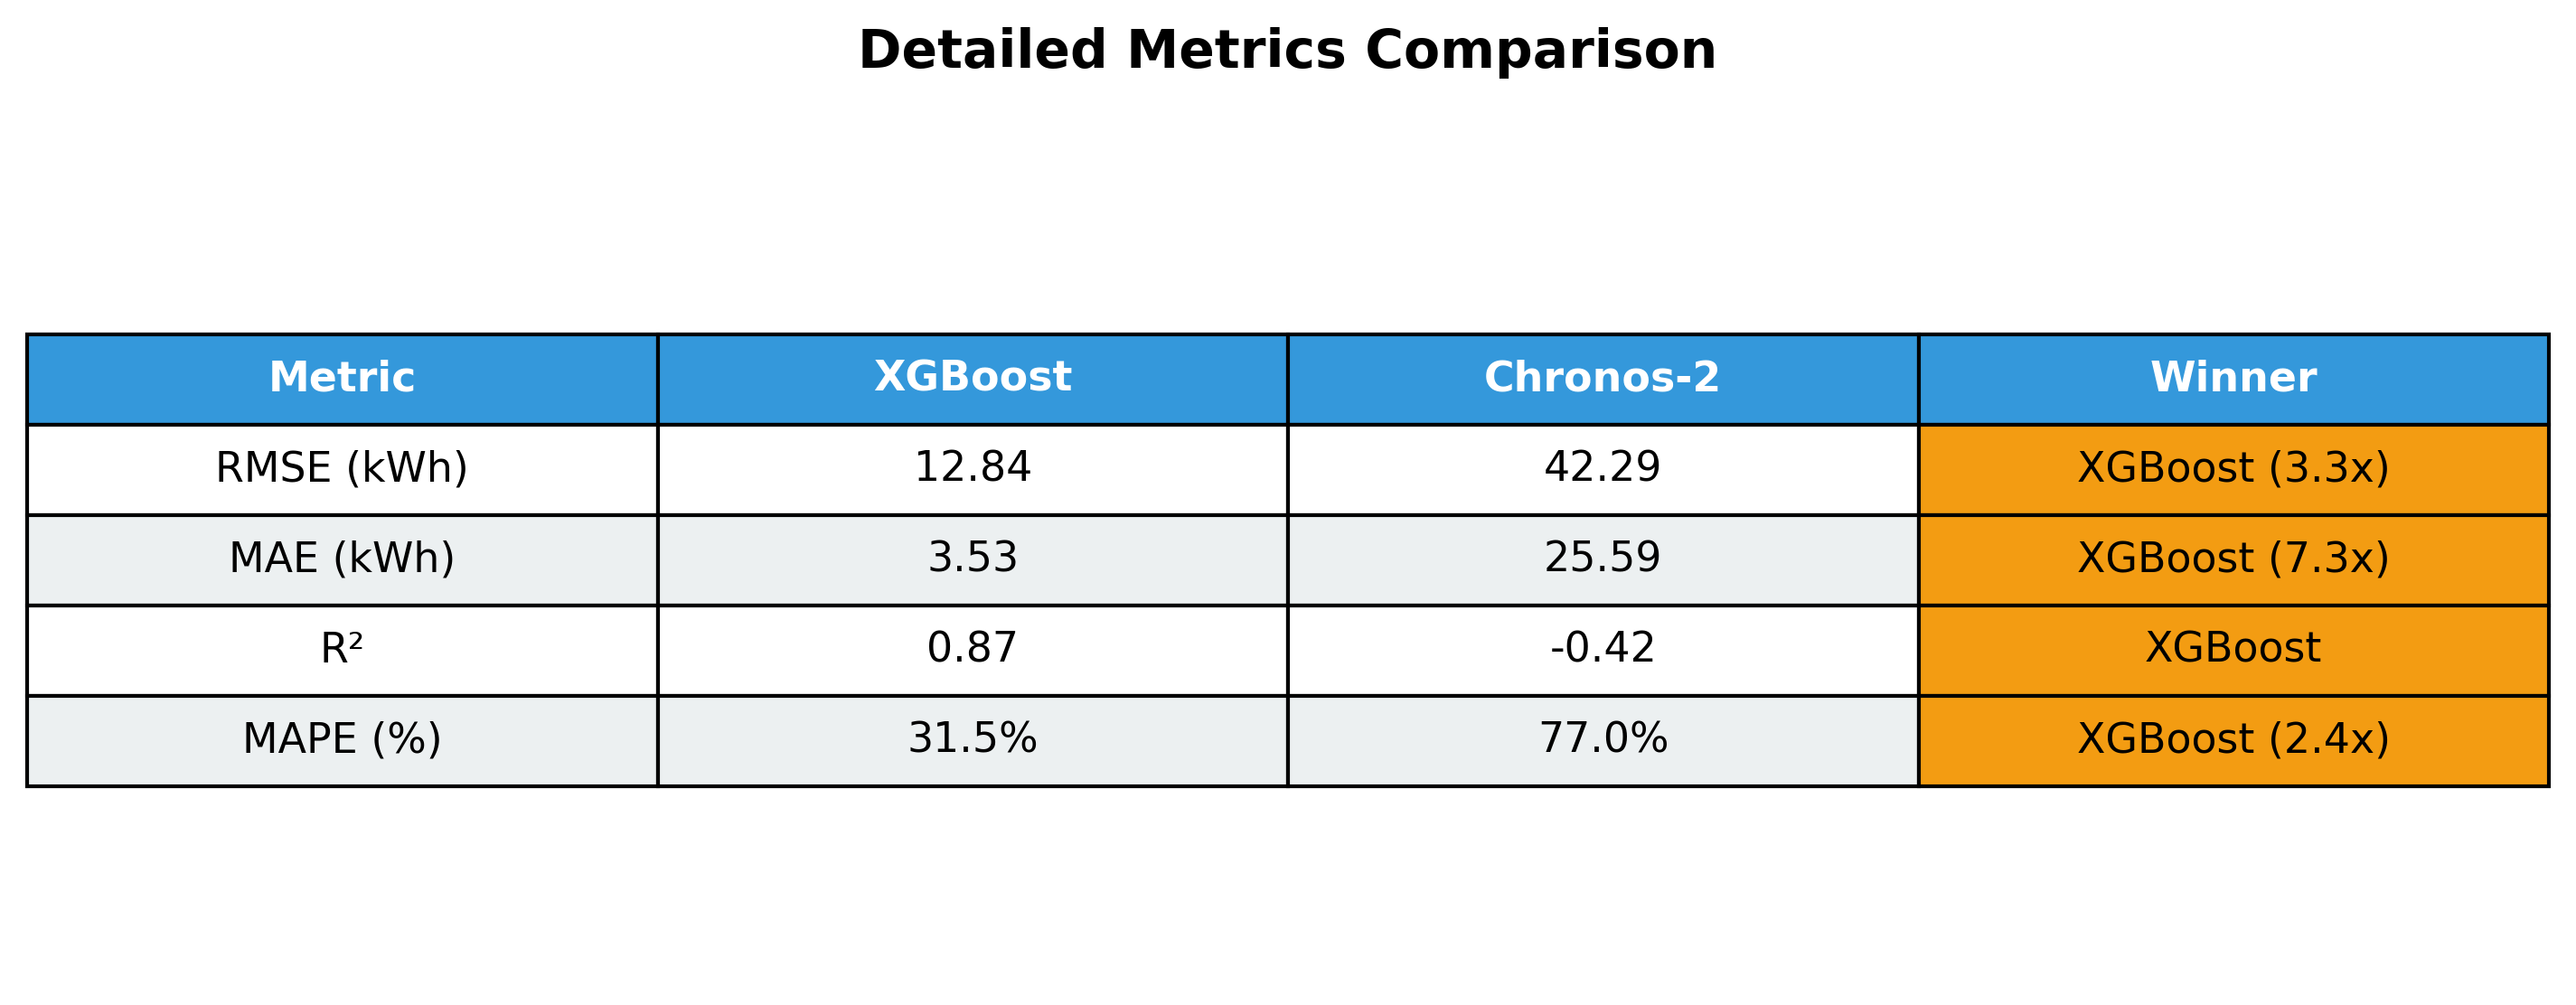 Detailed Metrics Comparison
Metric XGBoost Chronos-2 Winner
RMSE (kWh) 12.84 42.29 XGBoost (3.3x)
MAE (kWh) 3.53 25.59 XGBoost (7.3x)
R² 0.87 -0.42 XGBoost
MAPE (%) 31.5% 77.0% XGBoost (2.4x)